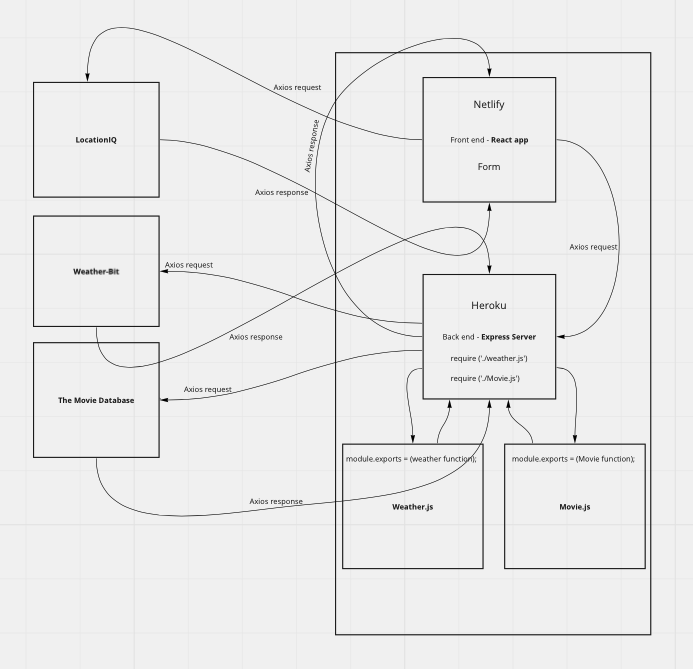 Axios request
Netlify
LocationIQ
Front end - React app
Axios response
Form
Axios response
Axios request
Weather-Bit
Axios request
Heroku
Axios response
Back end - Express Server
require ('./weather.js')
require ('./Movie.js')
Axios request
The Movie Database
module.exports = (weather function);
module.exports = (Movie function);
Axios response
Weather.js
Movie.js